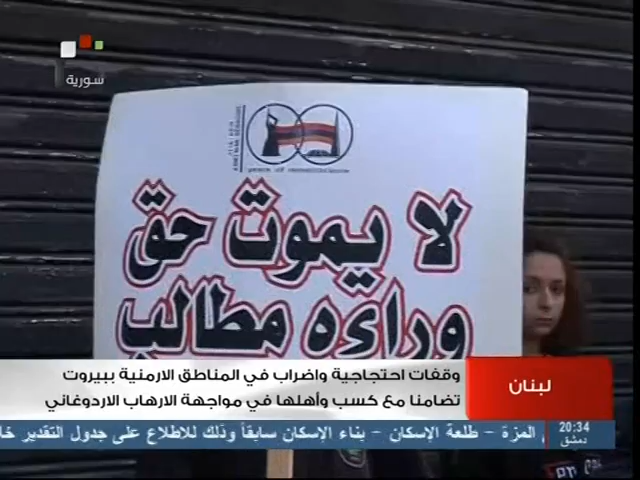 سورية
لا يموت حق
وراءه مطالب
لبنان
وقفات احتجاجية واضراب في المناطق الارمنية ببيروت
تضامنا مع كسب وأهلها في مواجهة الارهاب الاردوغاني
20:34
دمشق
المزة - طلعة الإسكان - بناء الإسكان سابقاً وذلك للاطلاع على جدول التقدير